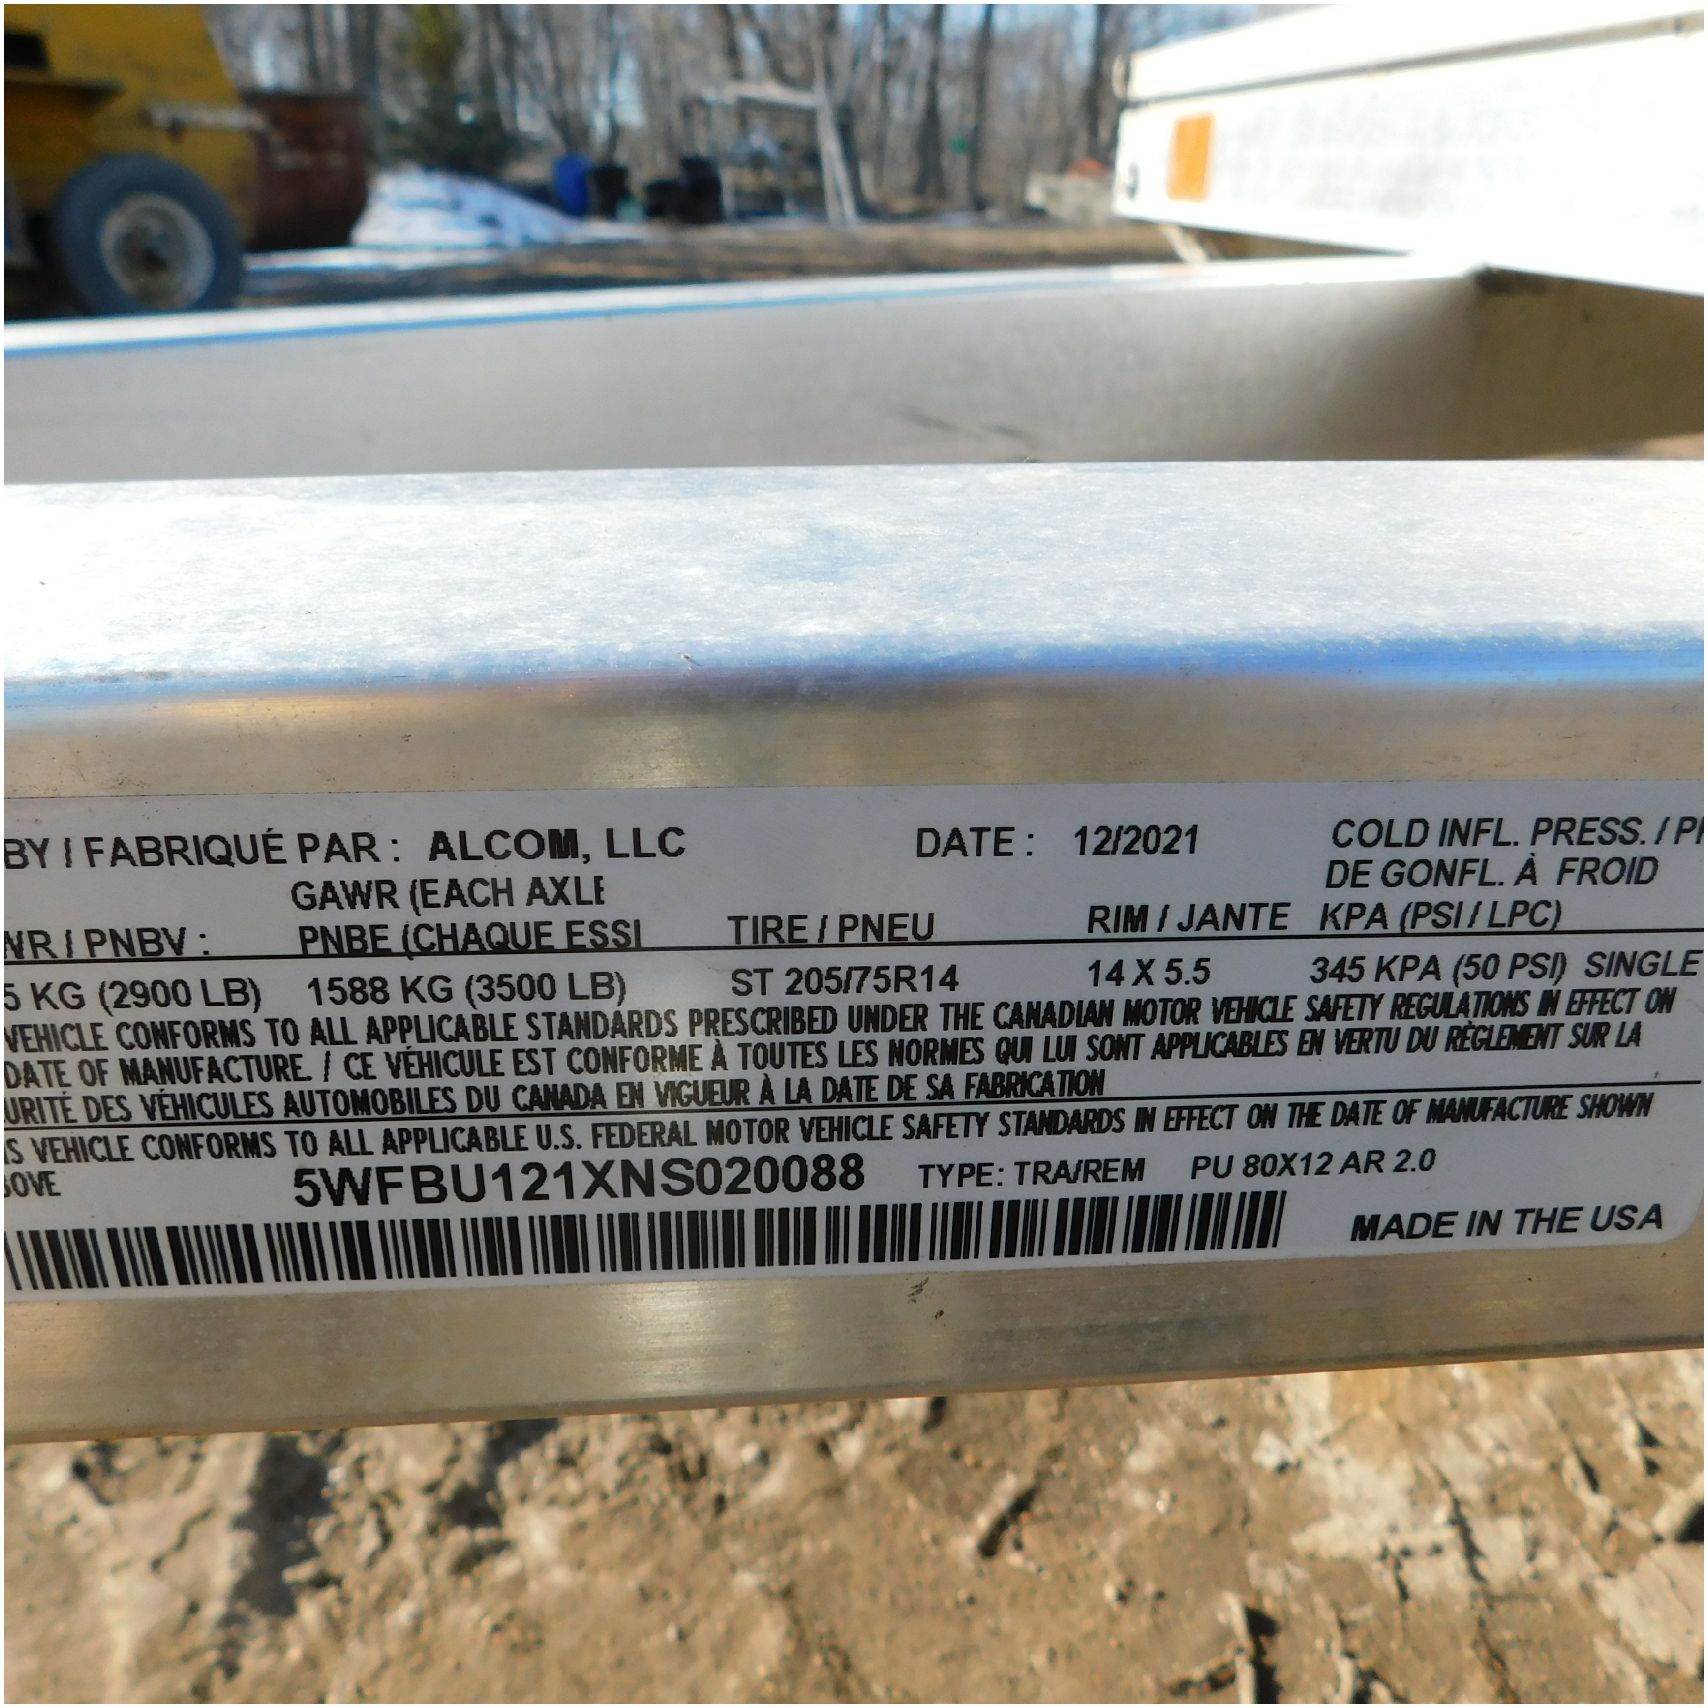 BY / FABRIQUÉ PAR : ALCOM, LLC DATE : 12/2021 COLD INFL. PRESS. / P
GAWR (EACH AXLE DE GONFL. À FROID
WR / PNBV : PNBE (CHAQUE ESSI TIRE / PNEU RIM / JANTE KPA (PSI / LPC)
5 KG (2900 LB) 1588 KG (3500 LB) ST 205/75R14 14 X 5.5 345 KPA (50 PSI) SINGLE
VEHICLE CONFORMS TO ALL APPLICABLE STANDARDS PRESCRIBED UNDER THE CANADIAN MOTOR VEHICLE SAFETY REGULATIONS IN EFFECT ON
DATE OF MANUFACTURE. / CE VÉHICULE EST CONFORME À TOUTES LES NORMES QUI LUI SONT APPLICABLES EN VERTU DU RÈGLEMENT SUR LA
URITÉ DES VÉHICULES AUTOMOBILES DU CANADA EN VIGUEUR À LA DATE DE SA FABRICATION
IS VEHICLE CONFORMS TO ALL APPLICABLE U.S. FEDERAL MOTOR VEHICLE SAFETY STANDARDS IN EFFECT ON THE DATE OF MANUFACTURE SHOWN
BOVE 5WFBU121XNS020088 TYPE: TRA/REM PU 80X12 AR 2.0
MADE IN THE USA